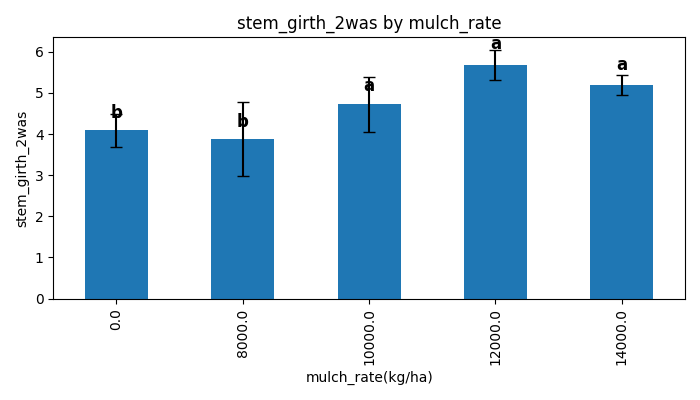 stem_girth_2was by mulch_rate
stem_girth_2was
6
5
4
3
2
1
0
b
b
a
a
a
0.0
8000.0
10000.0
12000.0
14000.0
mulch_rate(kg/ha)